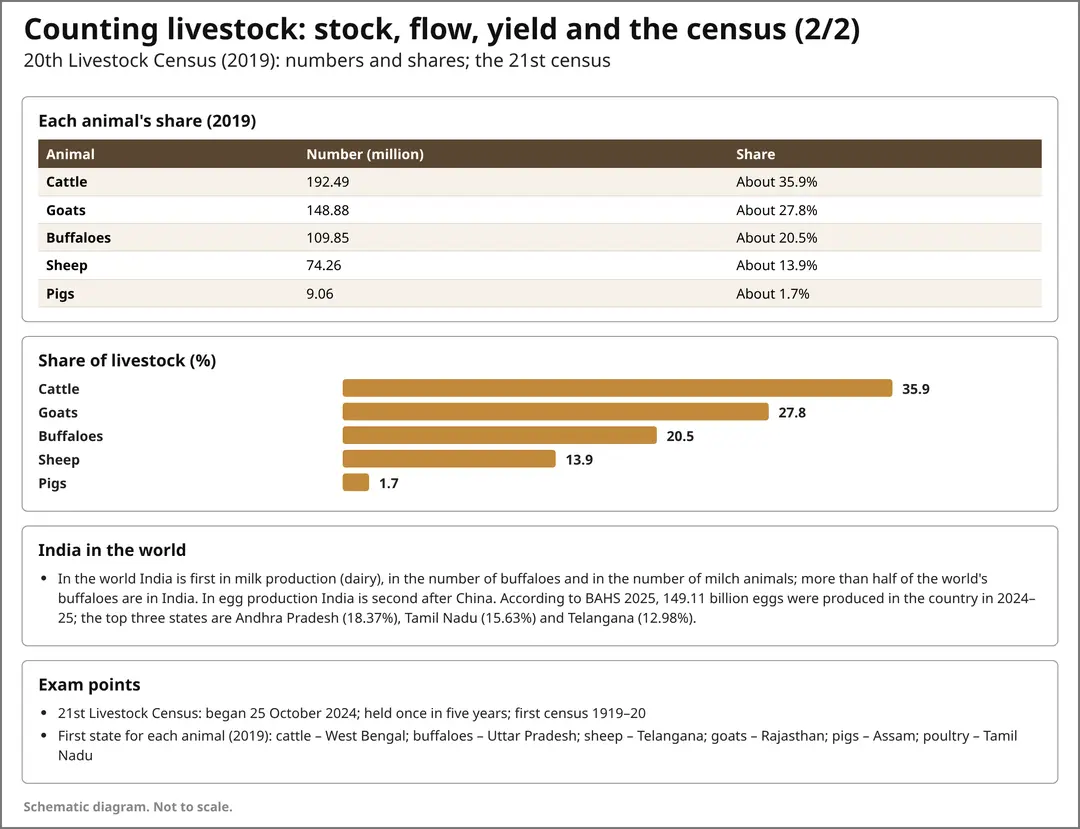 Counting livestock: stock, flow, yield and the census (2/2)
20th Livestock Census (2019): numbers and shares; the 21st census
Each animal's share (2019)
Animal Number (million) Share
Cattle 192.49 About 35.9%
Goats 148.88 About 27.8%
Buffaloes 109.85 About 20.5%
Sheep 74.26 About 13.9%
Pigs 9.06 About 1.7%
Share of livestock (%)
Cattle 35.9
Goats 27.8
Buffaloes 20.5
Sheep 13.9
Pigs 1.7
India in the world
• In the world India is first in milk production (dairy), in the number of buffaloes and in the number of milch animals; more than half of the world's
buffaloes are in India. In egg production India is second after China. According to BAHS 2025, 149.11 billion eggs were produced in the country in 2024–
25; the top three states are Andhra Pradesh (18.37%), Tamil Nadu (15.63%) and Telangana (12.98%).
Exam points
• 21st Livestock Census: began 25 October 2024; held once in five years; first census 1919–20
• First state for each animal (2019): cattle – West Bengal; buffaloes – Uttar Pradesh; sheep – Telangana; goats – Rajasthan; pigs – Assam; poultry – Tamil
Nadu
Schematic diagram. Not to scale.